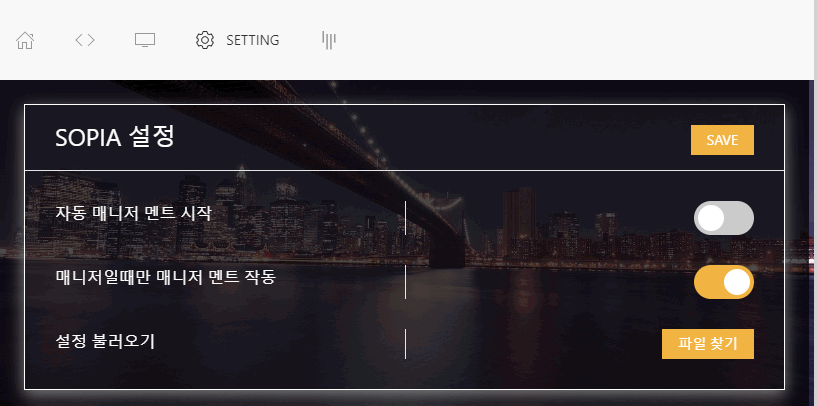 SETTING
SOPIA 설정
SAVE
자동 매니저 멘트 시작
매니저일때만 매니저 멘트 작동
설정 불러오기
파일 찾기